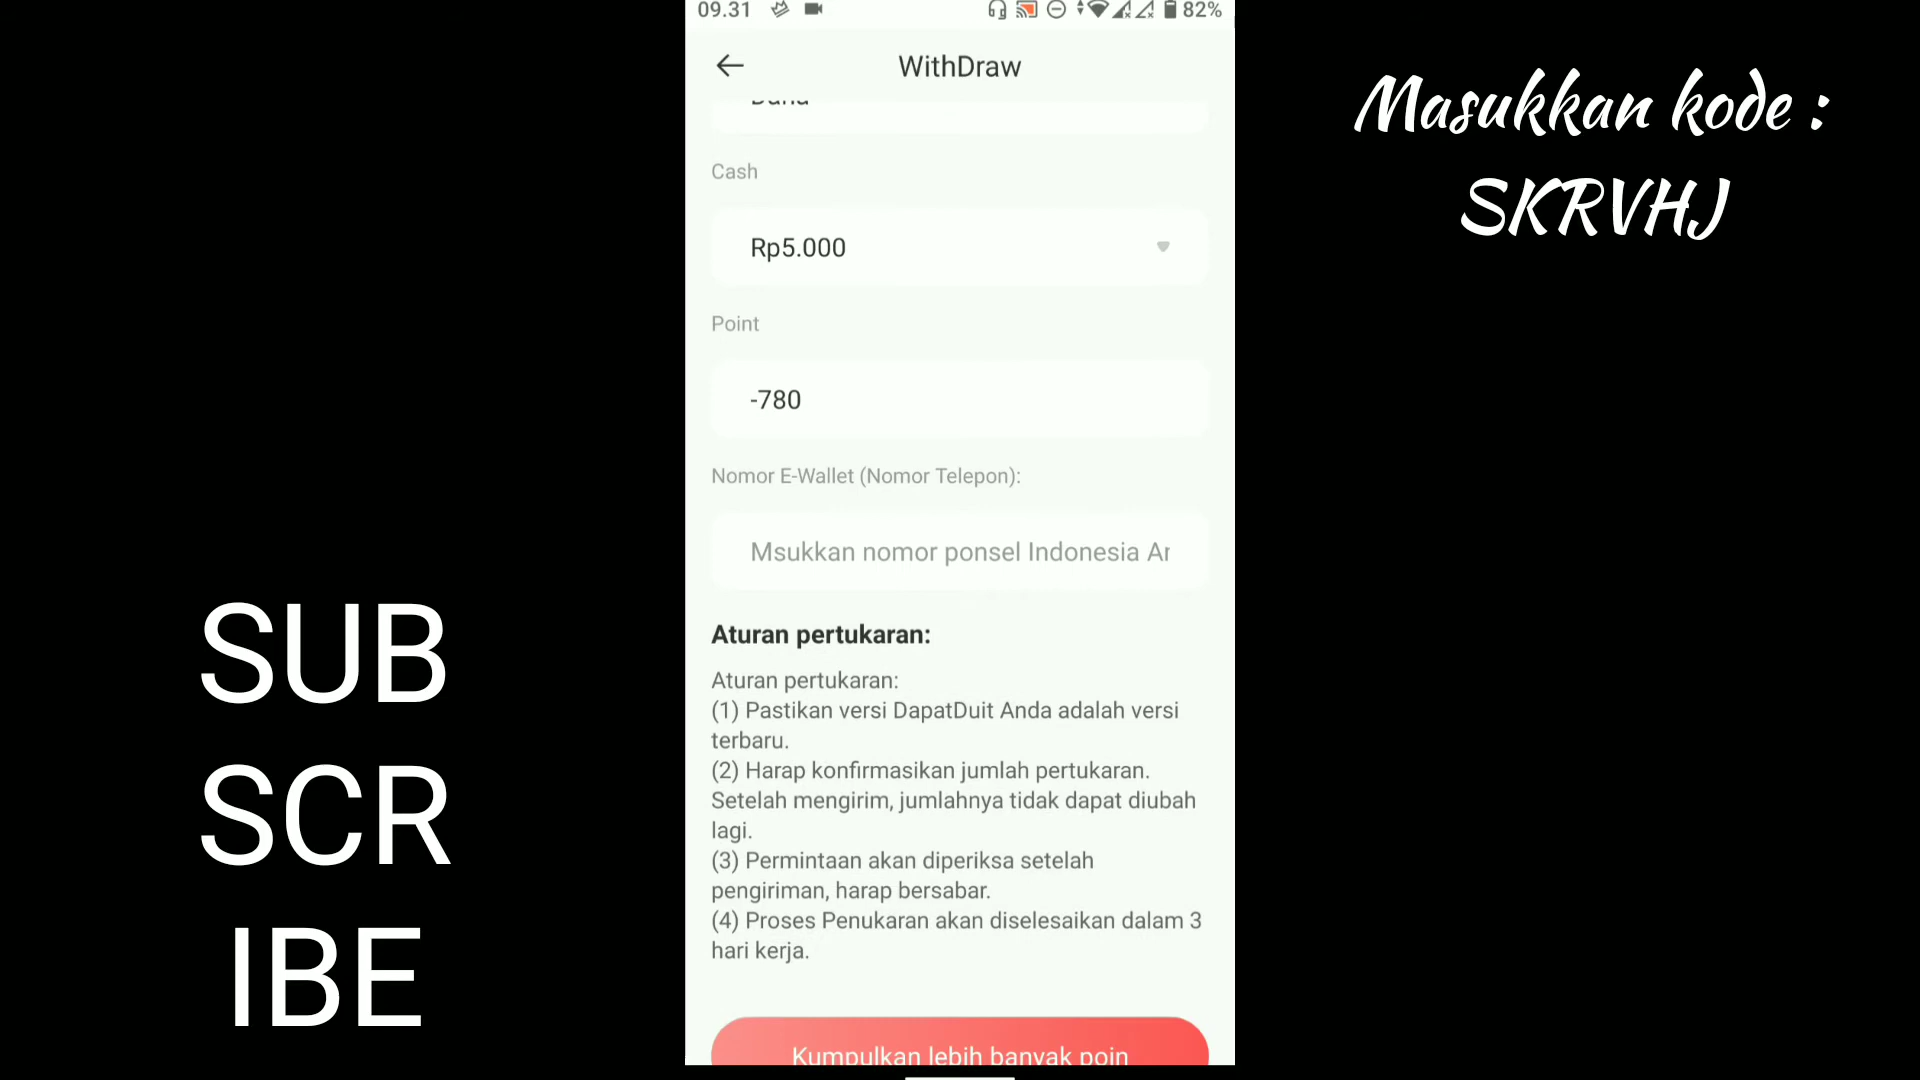 09.31
82%
WithDraw
Dana
Cash
Rp5.000
Point
-780
Nomor E-Wallet (Nomor Telepon):
Msukkan nomor ponsel Indonesia Ar
Aturan pertukaran:
Aturan pertukaran:
(1) Pastikan versi DapatDuit Anda adalah versi
terbaru.
(2) Harap konfirmasikan jumlah pertukaran.
Setelah mengirim, jumlahnya tidak dapat diubah
lagi.
(3) Permintaan akan diperiksa setelah
pengiriman, harap bersabar.
(4) Proses Penukaran akan diselesaikan dalam 3
hari kerja.
Kumpulkan lebih banyak poin
Masukkan kode :
SKRVHJ
SUB
SCR
IBE